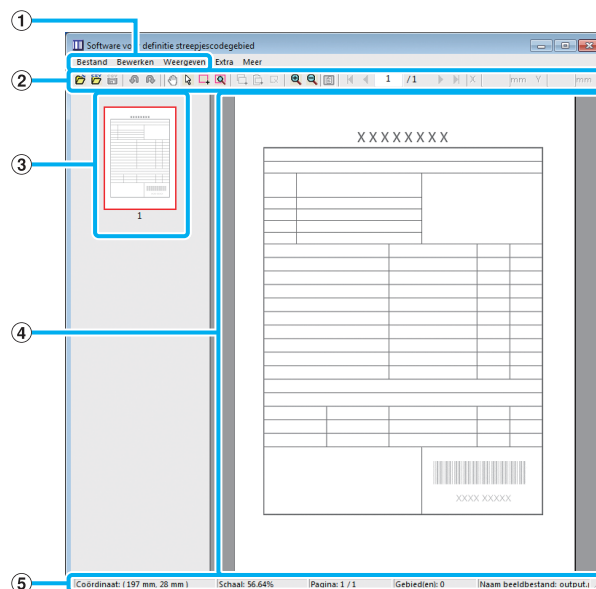 1
Software voor definitie streepjescodegebied
Bestand Bewerken Weergeven Extra Meer
2
1 / 1 X mm Y mm
3
1
XXXXXXXX
4
XXXX XXXXX
5
Coördinaat: ( 197 mm, 28 mm ) Schaal: 56.64% Pagina: 1 / 1 Gebied(en): 0 Naam beeldbestand: output.